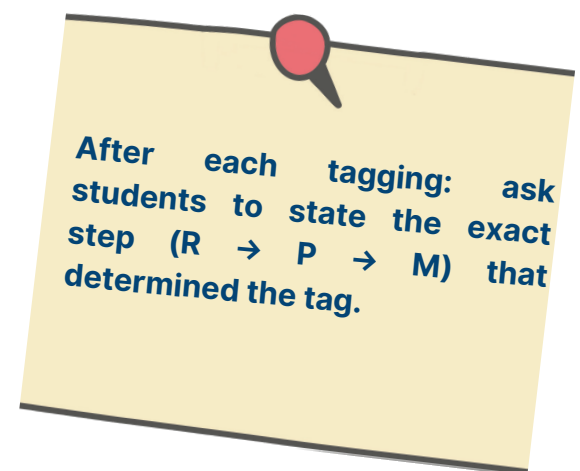 After each tagging: ask
students to state the exact
step (R → P → M) that
determined the tag.